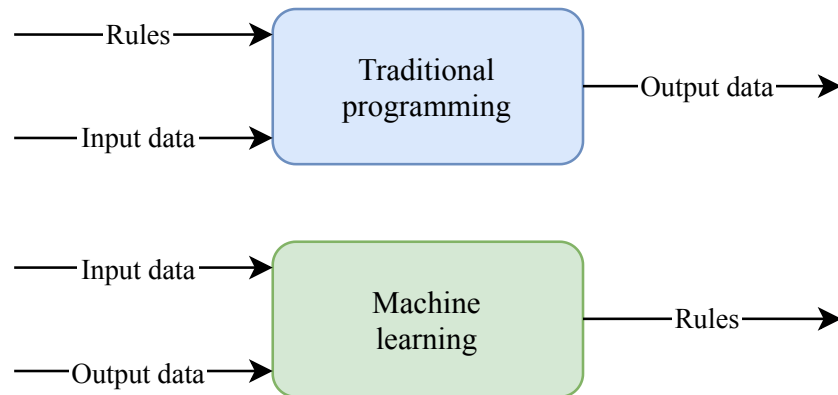 Rules
Traditional
programming
Output data
Input data
Input data
Machine
learning
Rules
Output data